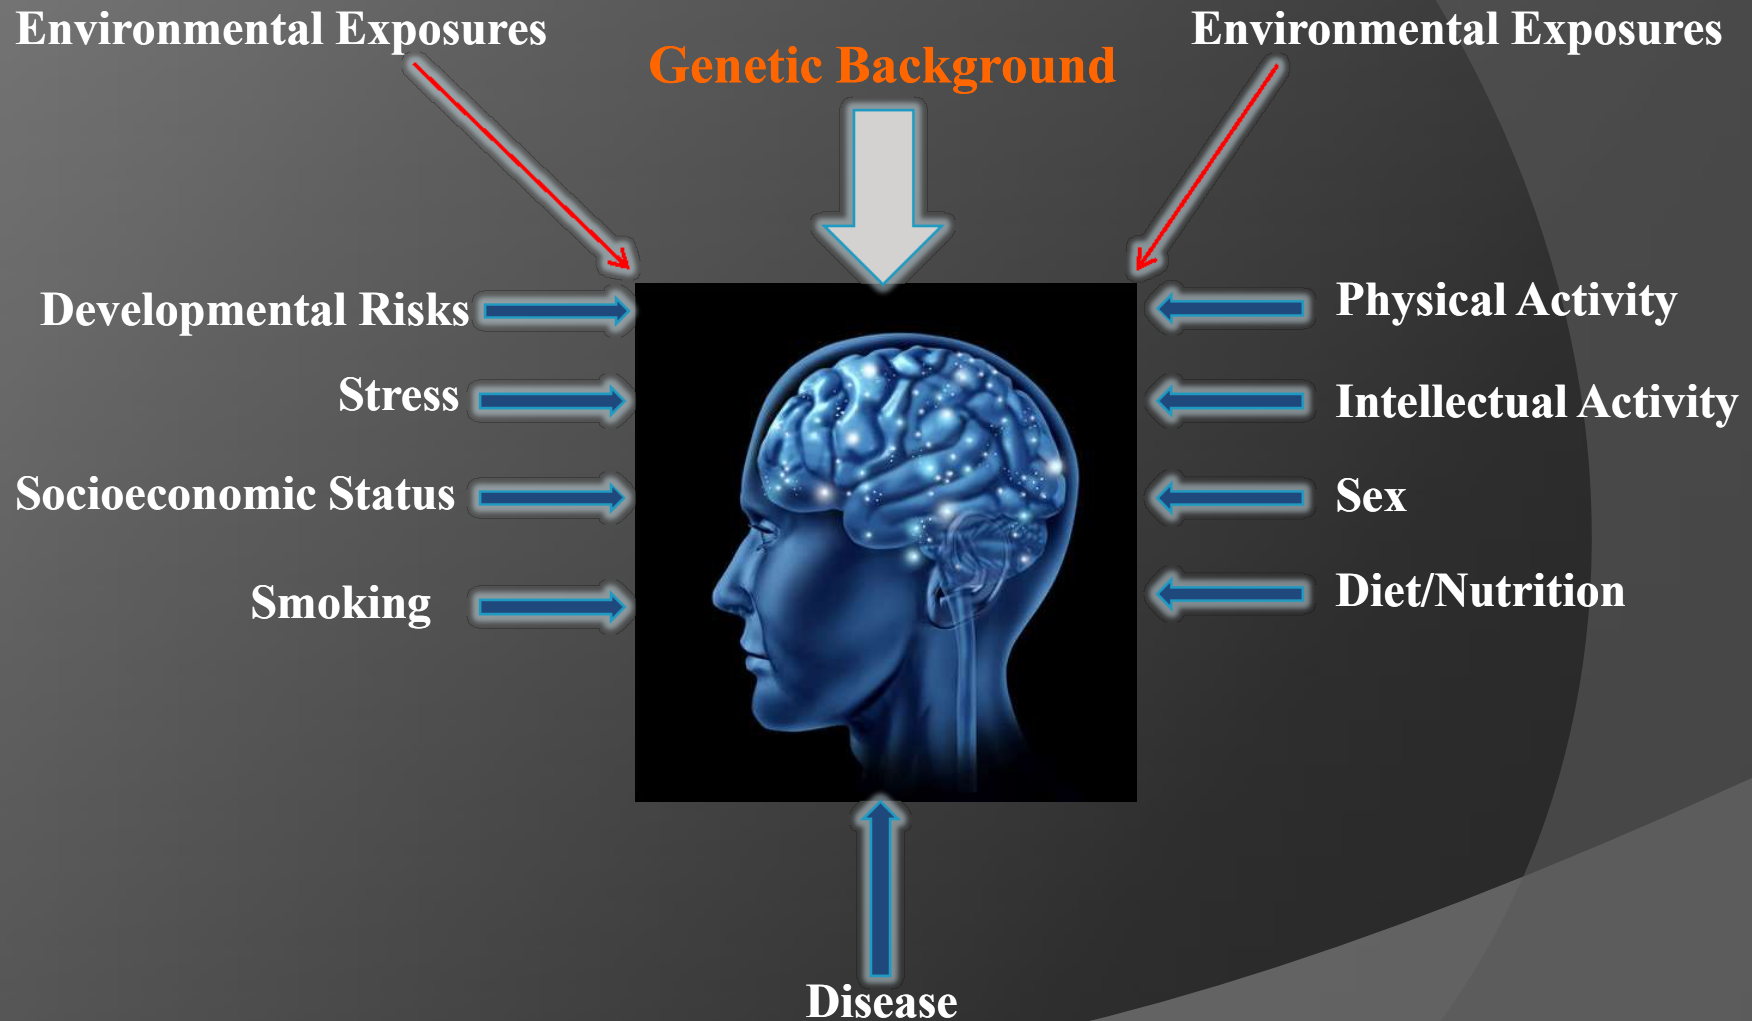 Environmental Exposures
Genetic Background
Environmental Exposures
Developmental Risks
Stress
Socioeconomic Status
Smoking
Physical Activity
Intellectual Activity
Sex
Diet/Nutrition
Disease